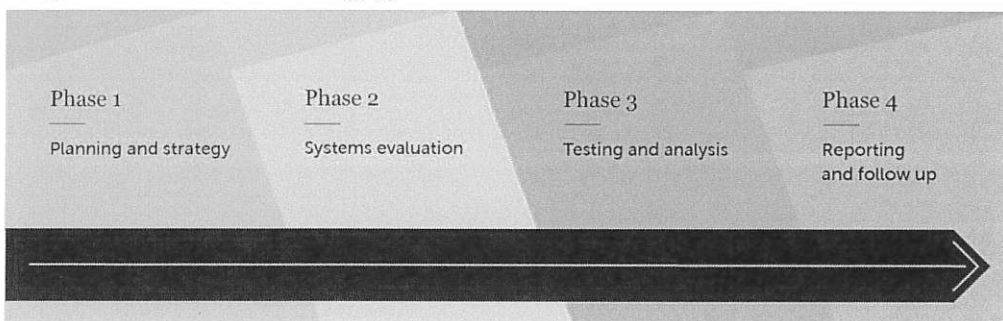 Phase 1
Planning and strategy
Phase 2
Systems evaluation
Phase 3
Testing and analysis
Phase 4
Reporting
and follow up